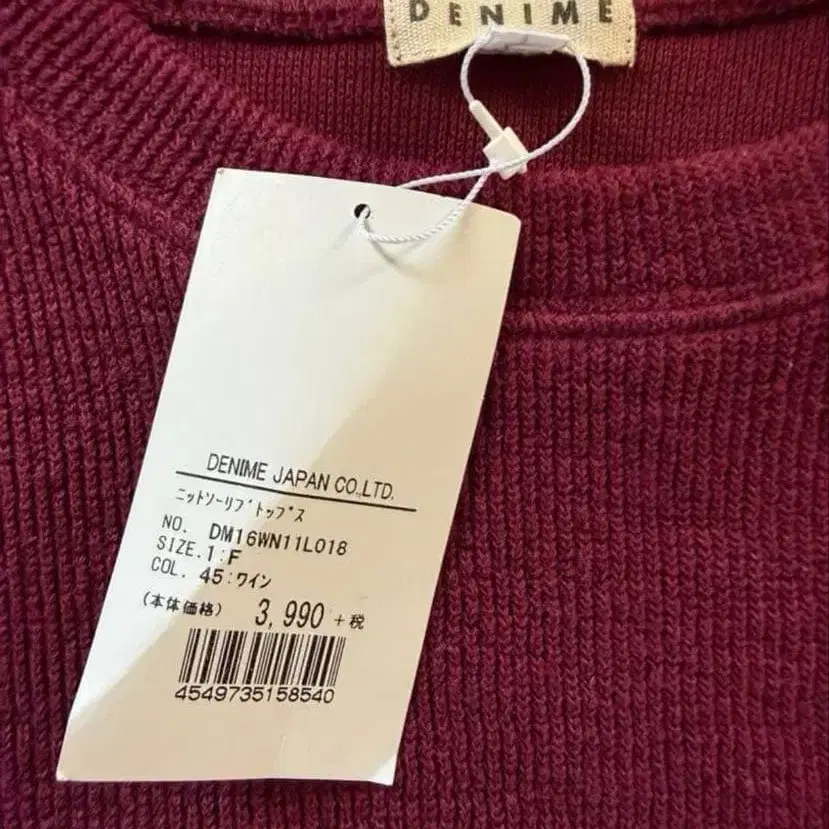 DENIME
DENIME JAPAN CO.,LTD.
ニットソーリブトップス
NO. DM16WN11L018
SIZE. 1:F
COL. 45:ワイン
(本体価格) 3,990 +税
4549735158540